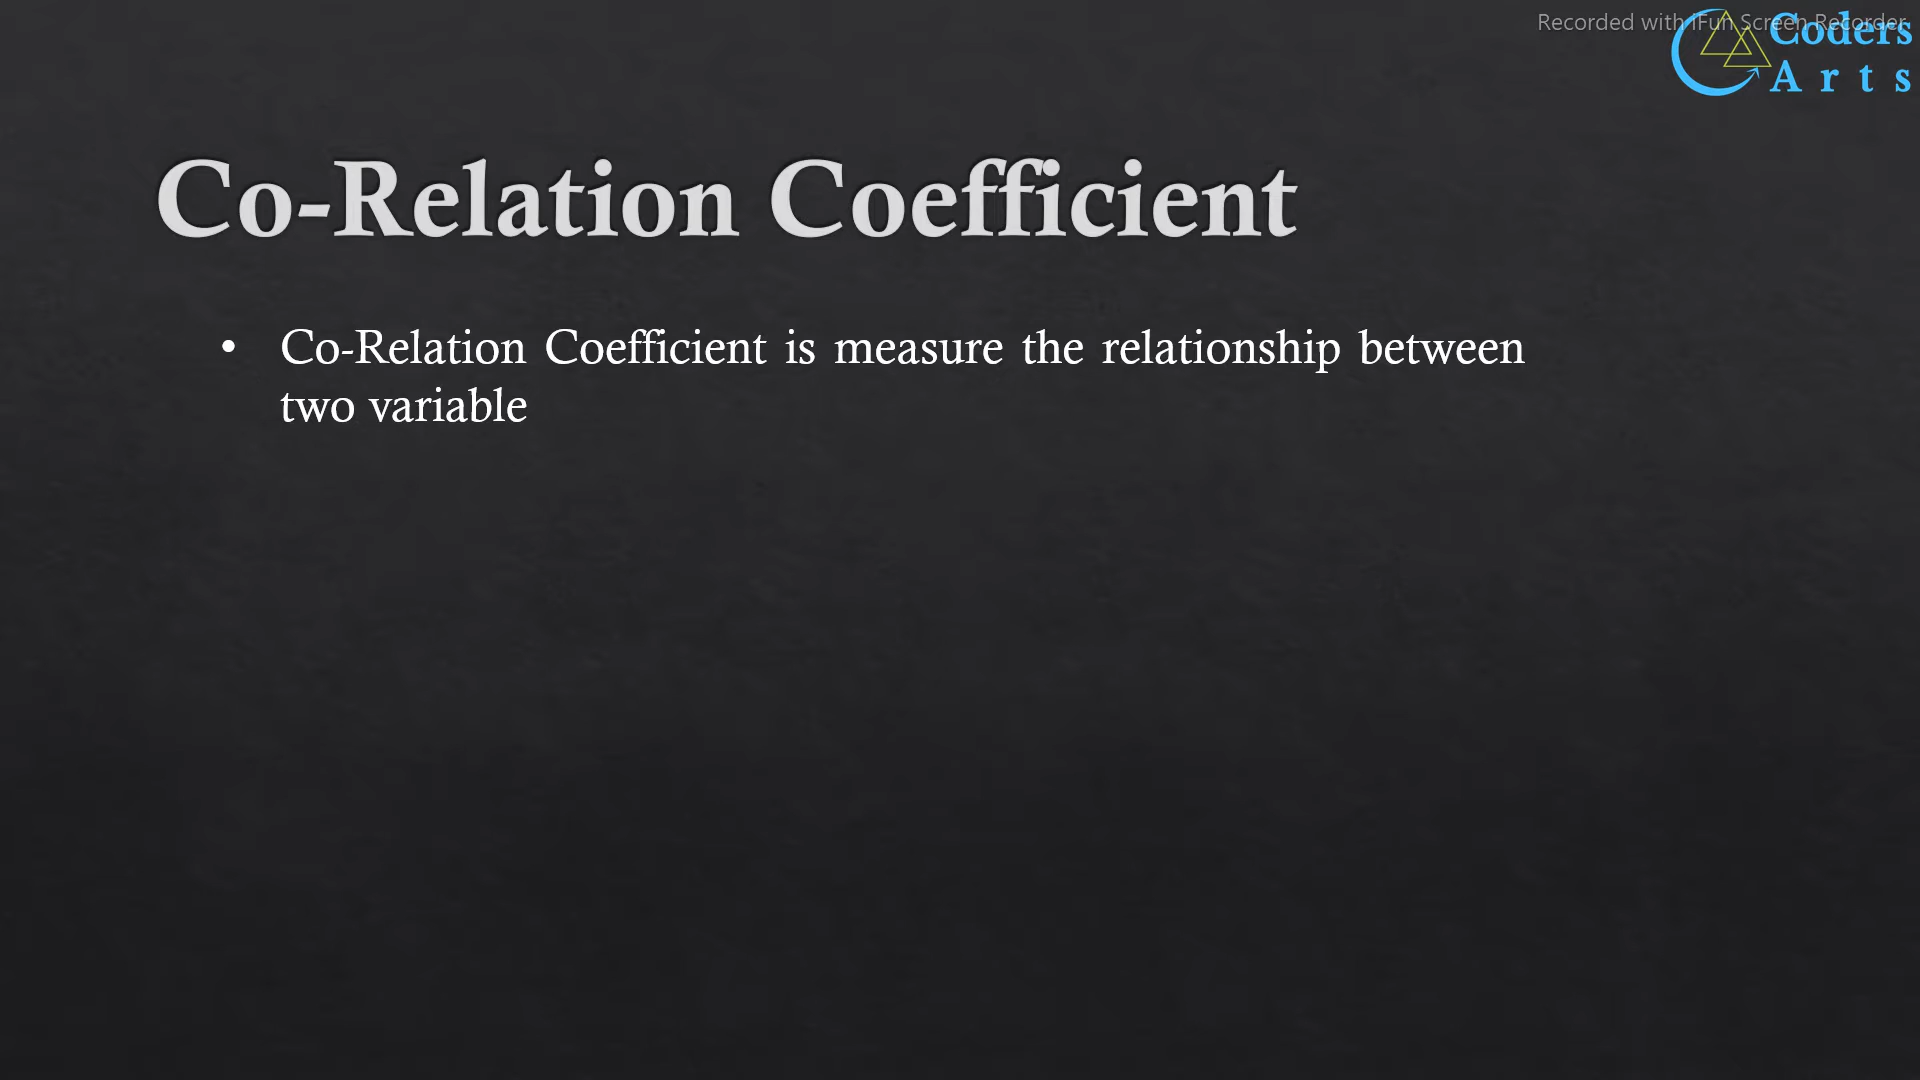 Recorded with iFun Screen Recorder
Coders
Arts
Co-Relation Coefficient
• Co-Relation Coefficient is measure the relationship between
two variable